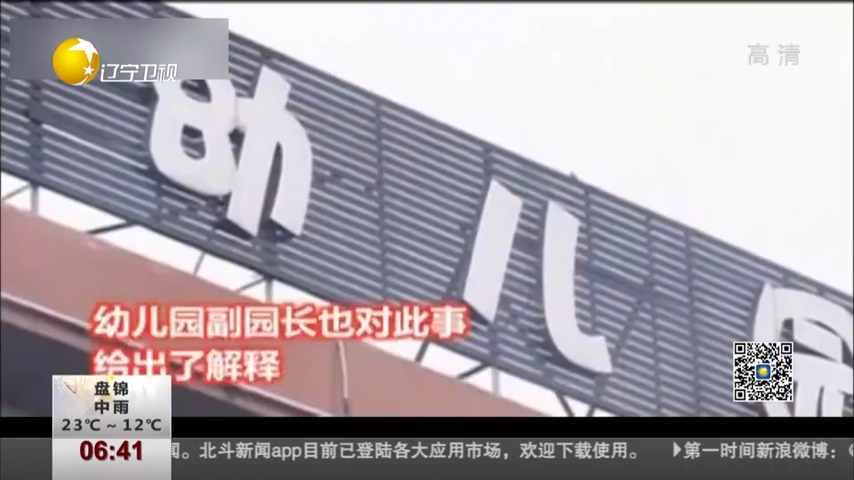 辽宁卫视
高清
幼儿园
幼儿园副园长也对此事
给出了解释
盘锦
中雨
23℃～12℃
06:41
闻。北斗新闻app目前已登陆各大应用市场，欢迎下载使用。 ▶第一时间新浪微博：